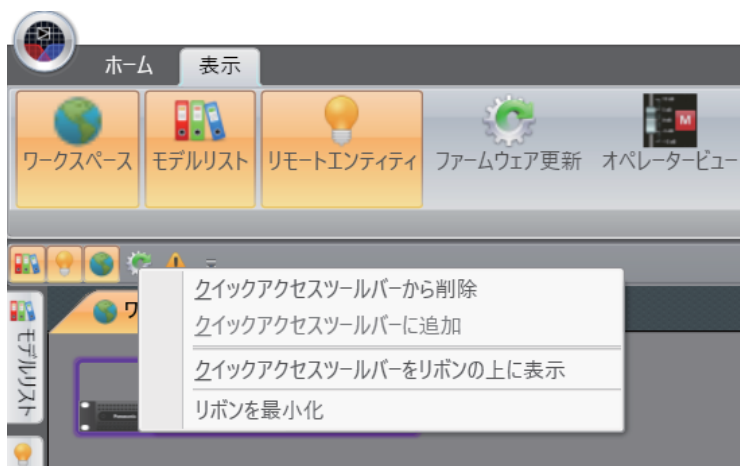 ホーム 表示
ワークスペース モデルリスト リモートエンティティ ファームウェア更新 オペレータービュー
クイックアクセスツールバーから削除
クイックアクセスツールバーに追加
クイックアクセスツールバーをリボンの上に表示
リボンを最小化
モデルリスト
ワ
Panasonic